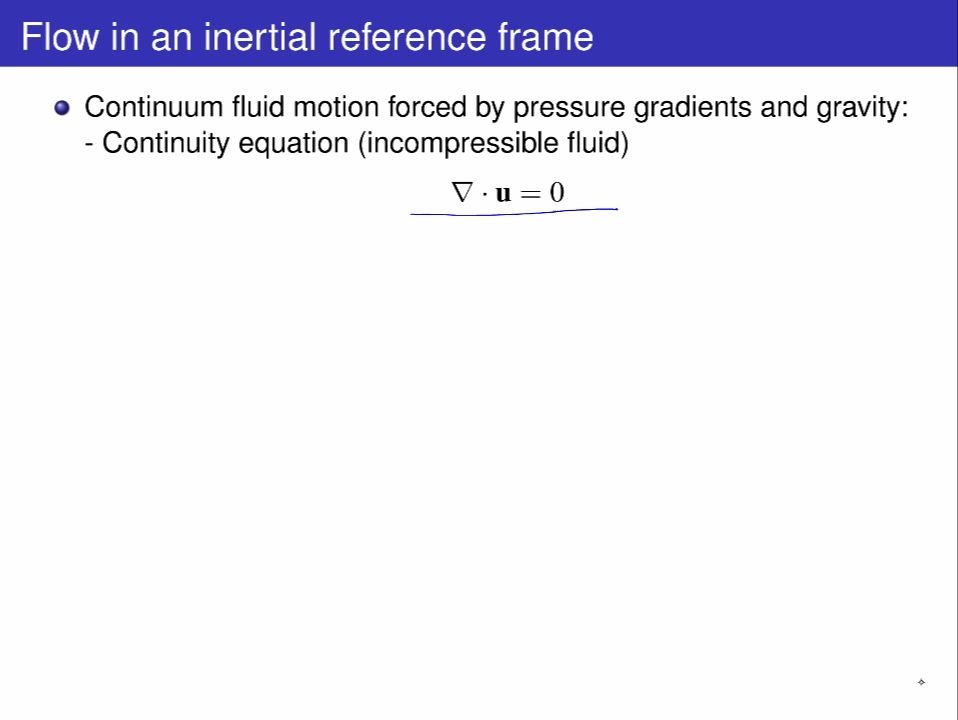 Flow in an inertial reference frame
Continuum fluid motion forced by pressure gradients and gravity:
- Continuity equation (incompressible fluid)
∇ · u = 0